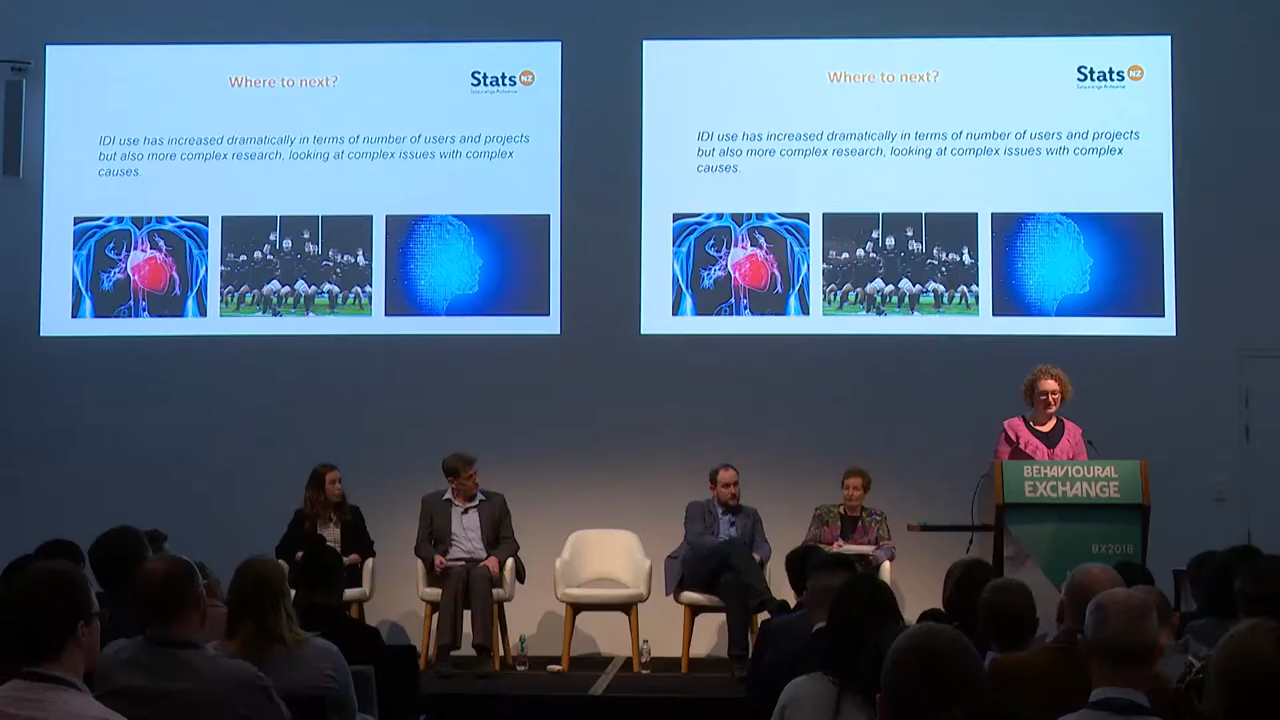 Where to next?
Stats NZ
Tatauranga Aotearoa
IDI use has increased dramatically in terms of number of users and projects
but also more complex research, looking at complex issues with complex
causes.
Where to next?
Stats NZ
Tatauranga Aotearoa
IDI use has increased dramatically in terms of number of users and projects
but also more complex research, looking at complex issues with complex
causes.
BEHAVIOURAL
EXCHANGE
BX2018